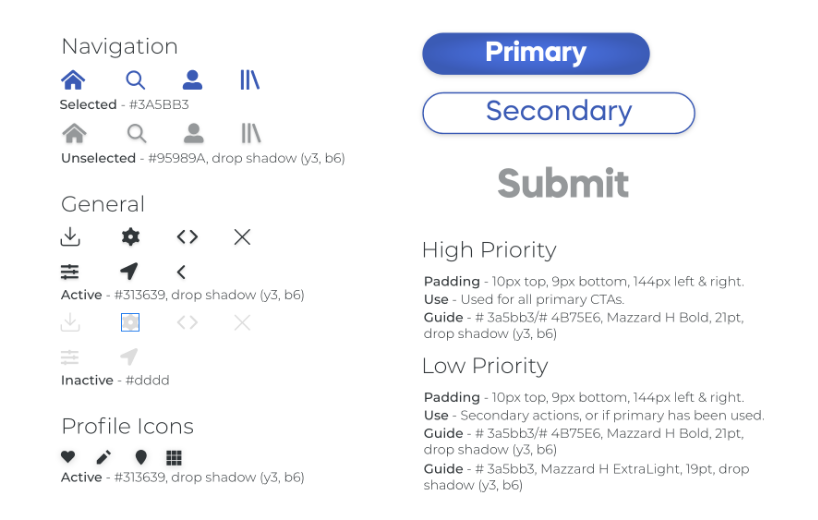 Navigation
Selected - #3A5BB3
Unselected - #95989A, drop shadow (y3, b6)
General
Active - #313639, drop shadow (y3, b6)
Inactive - #dddd
Profile Icons
Active - #313639, drop shadow (y3, b6)
Primary
Secondary
Submit
High Priority
Padding - 10px top, 9px bottom, 144px left & right.
Use - Used for all primary CTAs.
Guide - # 3a5bb3/# 4B75E6, Mazzard H Bold, 21pt,
drop shadow (y3, b6)
Low Priority
Padding - 10px top, 9px bottom, 144px left & right.
Use - Secondary actions, or if primary has been used.
Guide - # 3a5bb3/# 4B75E6, Mazzard H Bold, 21pt,
drop shadow (y3, b6)
Guide - # 3a5bb3, Mazzard H ExtraLight, 19pt, drop
shadow (y3, b6)